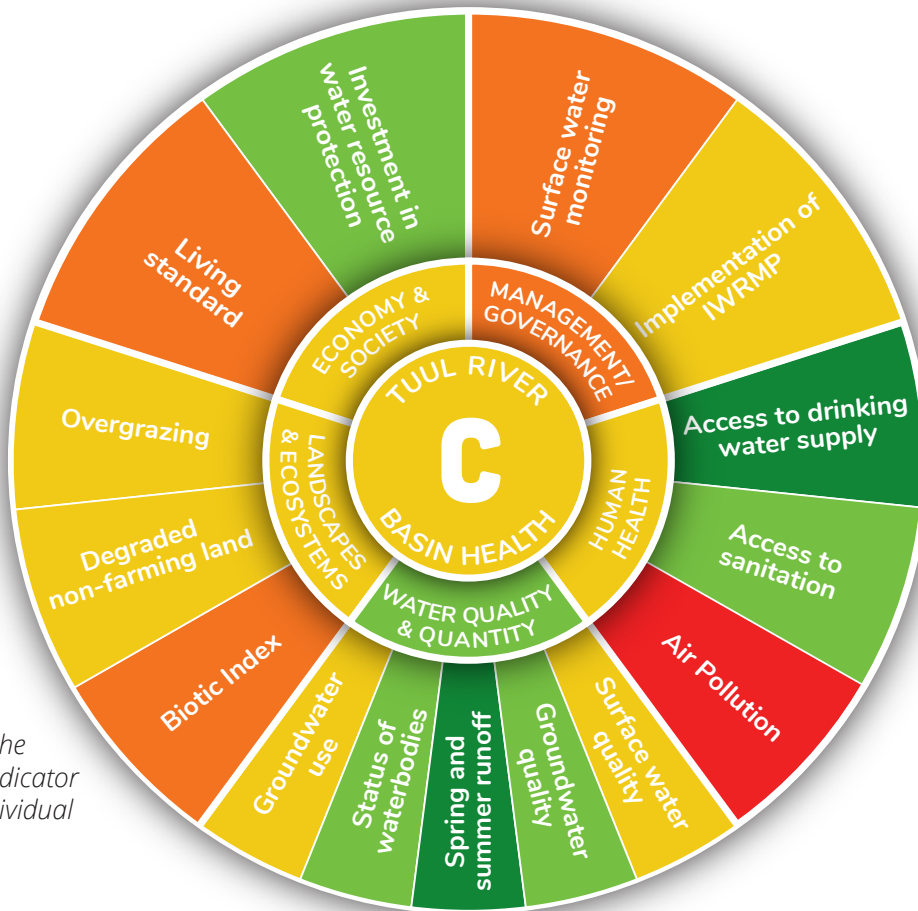 TUUL RIVER
C
BASIN HEALTH
MANAGEMENT/
GOVERNANCE
HUMAN
HEALTH
WATER QUALITY
& QUANTITY
LANDSCAPES
& ECOSYSTEMS
ECONOMY &
SOCIETY
Surface water
monitoring
Implementation of
IWRMP
Access to drinking
water supply
Access to
sanitation
Air Pollution
Surface water
quality
Groundwater
quality
Spring and
summer runoff
Status of
waterbodies
Groundwater
use
Biotic Index
Degraded
non-farming land
Overgrazing
Living
standard
Investment in
water resource
protection
he
dicator
ividual